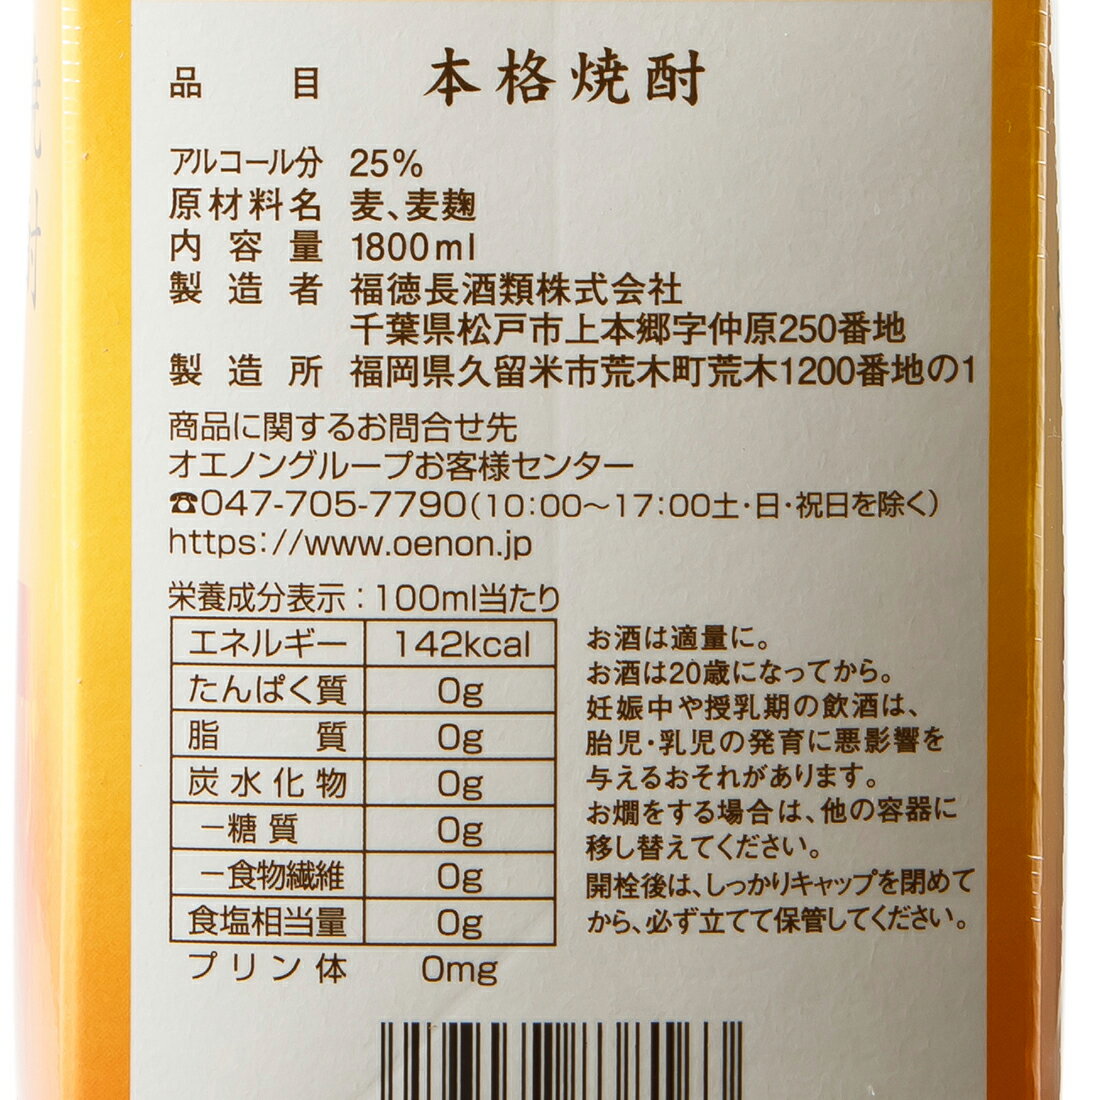 品目 本格焼酎
アルコール分 25%
原材料名 麦、麦麹
内容量 1800ml
製造者 福徳長酒類株式会社
千葉県松戸市上本郷字仲原250番地
製造所 福岡県久留米市荒木町荒木1200番地の1
商品に関するお問合せ先
オエノングループお客様センター
☎047-705-7790(10:00〜17:00土・日・祝日を除く)
https://www.oenon.jp
栄養成分表示:100ml当たり
エネルギー 142kcal
たんぱく質 0g
脂質 0g
炭水化物 0g
−糖質 0g
−食物繊維 0g
食塩相当量 0g
プリン体 0mg
お酒は適量に。
お酒は20歳になってから。
妊娠中や授乳期の飲酒は、
胎児・乳児の発育に悪影響を
与えるおそれがあります。
お燗をする場合は、他の容器に
移し替えてください。
開栓後は、しっかりキャップを閉めて
から、必ず立てて保管してください。